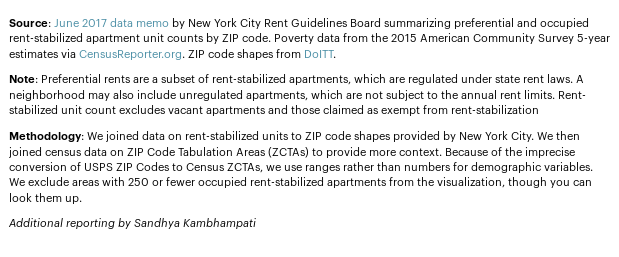 Source: June 2017 data memo by New York City Rent Guidelines Board summarizing preferential and occupied
rent-stabilized apartment unit counts by ZIP code. Poverty data from the 2015 American Community Survey 5-year
estimates via CensusReporter.org. ZIP code shapes from DoITT.
Note: Preferential rents are a subset of rent-stabilized apartments, which are regulated under state rent laws. A
neighborhood may also include unregulated apartments, which are not subject to the annual rent limits. Rent-
stabilized unit count excludes vacant apartments and those claimed as exempt from rent-stabilization
Methodology: We joined data on rent-stabilized units to ZIP code shapes provided by New York City. We then
joined census data on ZIP Code Tabulation Areas (ZCTAs) to provide more context. Because of the imprecise
conversion of USPS ZIP Codes to Census ZCTAs, we use ranges rather than numbers for demographic variables.
We exclude areas with 250 or fewer occupied rent-stabilized apartments from the visualization, though you can
look them up.
Additional reporting by Sandhya Kambhampati